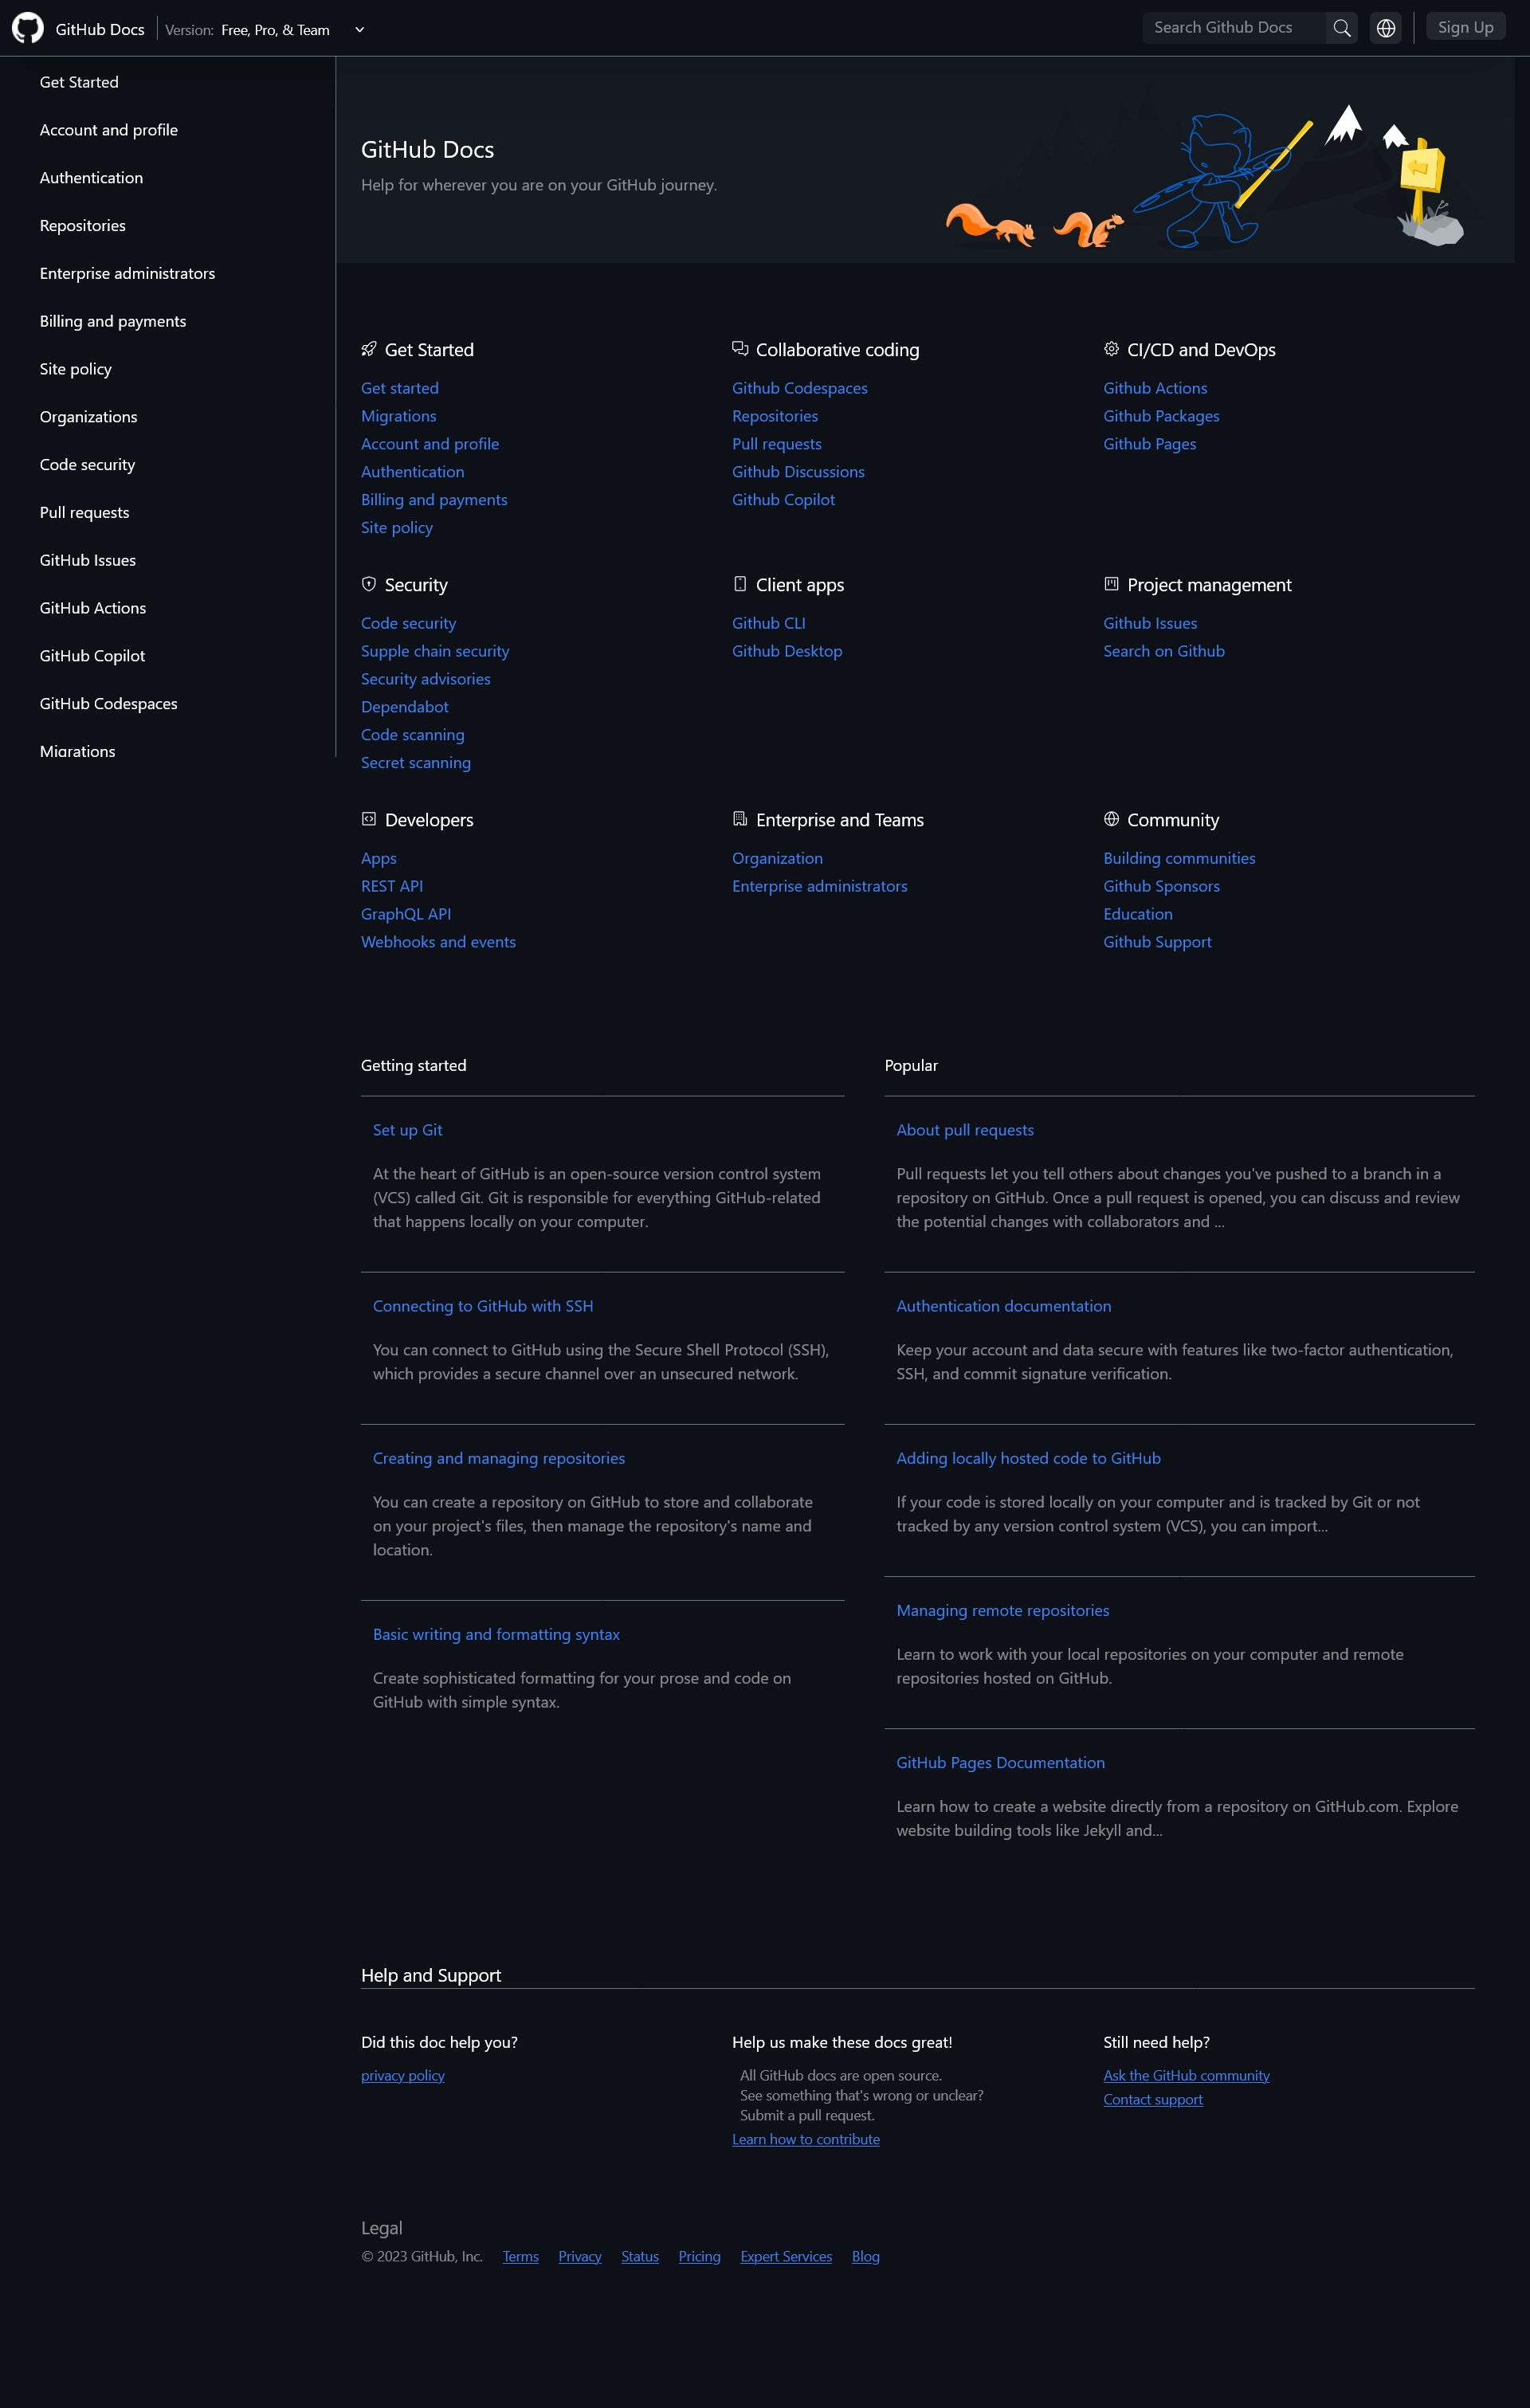 GitHub Docs
Version: Free, Pro, & Team
Search Github Docs
Sign Up
Get Started
Account and profile
Authentication
Repositories
Enterprise administrators
Billing and payments
Site policy
Organizations
Code security
Pull requests
GitHub Issues
GitHub Actions
GitHub Copilot
GitHub Codespaces
Migrations
GitHub Docs
Help for wherever you are on your GitHub journey.
Get Started
Get started
Migrations
Account and profile
Authentication
Billing and payments
Site policy
Collaborative coding
Github Codespaces
Repositories
Pull requests
Github Discussions
Github Copilot
CI/CD and DevOps
Github Actions
Github Packages
Github Pages
Security
Code security
Supple chain security
Security advisories
Dependabot
Code scanning
Secret scanning
Client apps
Github CLI
Github Desktop
Project management
Github Issues
Search on Github
Developers
Apps
REST API
GraphQL API
Webhooks and events
Enterprise and Teams
Organization
Enterprise administrators
Community
Building communities
Github Sponsors
Education
Github Support
Getting started
Set up Git
At the heart of GitHub is an open-source version control system
(VCS) called Git. Git is responsible for everything GitHub-related
that happens locally on your computer.
Connecting to GitHub with SSH
You can connect to GitHub using the Secure Shell Protocol (SSH),
which provides a secure channel over an unsecured network.
Creating and managing repositories
You can create a repository on GitHub to store and collaborate
on your project's files, then manage the repository's name and
location.
Basic writing and formatting syntax
Create sophisticated formatting for your prose and code on
GitHub with simple syntax.
Popular
About pull requests
Pull requests let you tell others about changes you've pushed to a branch in a
repository on GitHub. Once a pull request is opened, you can discuss and review
the potential changes with collaborators and ...
Authentication documentation
Keep your account and data secure with features like two-factor authentication,
SSH, and commit signature verification.
Adding locally hosted code to GitHub
If your code is stored locally on your computer and is tracked by Git or not
tracked by any version control system (VCS), you can import...
Managing remote repositories
Learn to work with your local repositories on your computer and remote
repositories hosted on GitHub.
GitHub Pages Documentation
Learn how to create a website directly from a repository on GitHub.com. Explore
website building tools like Jekyll and...
Help and Support
Did this doc help you?
privacy policy
Help us make these docs great!
All GitHub docs are open source.
See something that's wrong or unclear?
Submit a pull request.
Learn how to contribute
Still need help?
Ask the GitHub community
Contact support
Legal
© 2023 GitHub, Inc. Terms Privacy Status Pricing Expert Services Blog